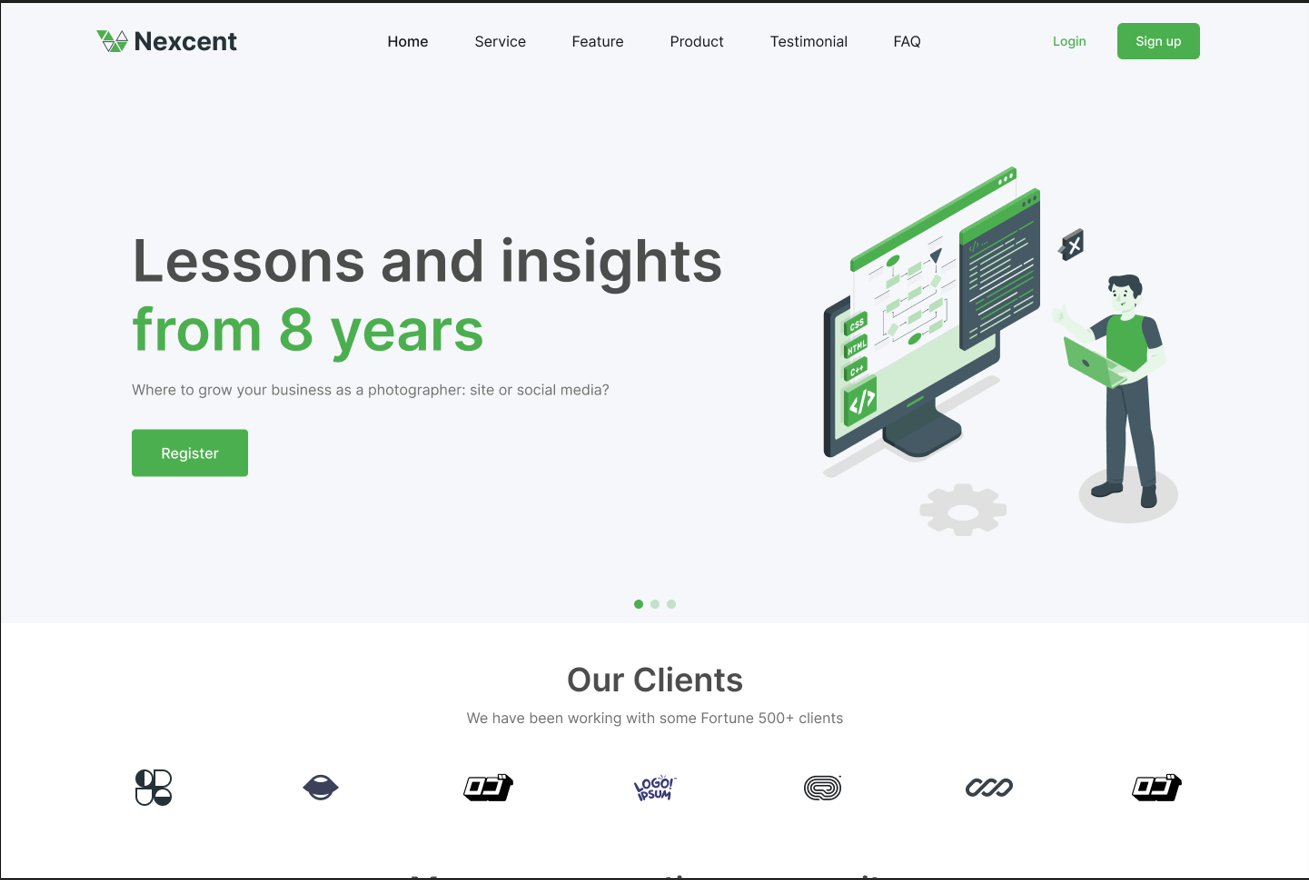 Nexcent
Home Service Feature Product Testimonial FAQ
Login Sign up
Lessons and insights
from 8 years
Where to grow your business as a photographer: site or social media?
Register
</>...
CSS
HTML
C++
</>
Our Clients
We have been working with some Fortune 500+ clients
LOGO!
IPSUM